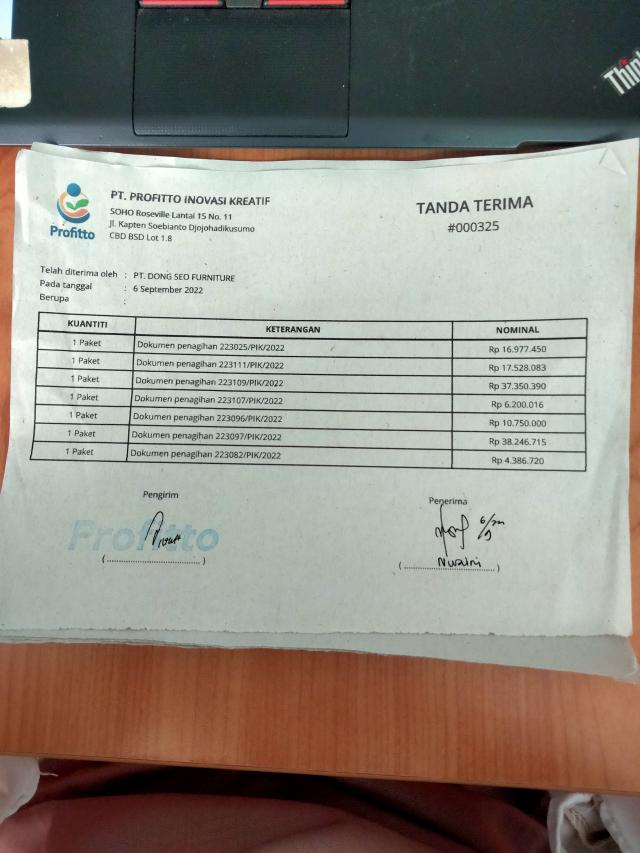 Think
Profitto
PT. PROFITTO INOVASI KREATIF
SOHO Roseville Lantai 15 No. 11
Jl. Kapten Soebianto Djojohadikusumo
CBD BSD Lot 1.8
TANDA TERIMA
#000325
Telah diterima oleh : PT. DONG SEO FURNITURE
Pada tanggal : 6 September 2022
Berupa :
KUANTITI KETERANGAN NOMINAL
1 Paket Dokumen penagihan 223025/PIK/2022 Rp 16.977.450
1 Paket Dokumen penagihan 223111/PIK/2022 Rp 17.528.083
1 Paket Dokumen penagihan 223109/PIK/2022 Rp 37.350.390
1 Paket Dokumen penagihan 223107/PIK/2022 Rp 6.200.016
1 Paket Dokumen penagihan 223096/PIK/2022 Rp 10.750.000
1 Paket Dokumen penagihan 223097/PIK/2022 Rp 38.246.715
1 Paket Dokumen penagihan 223082/PIK/2022 Rp 4.386.720
Pengirim Penerima
Profitto
(..............................) Nuraini (..............................)